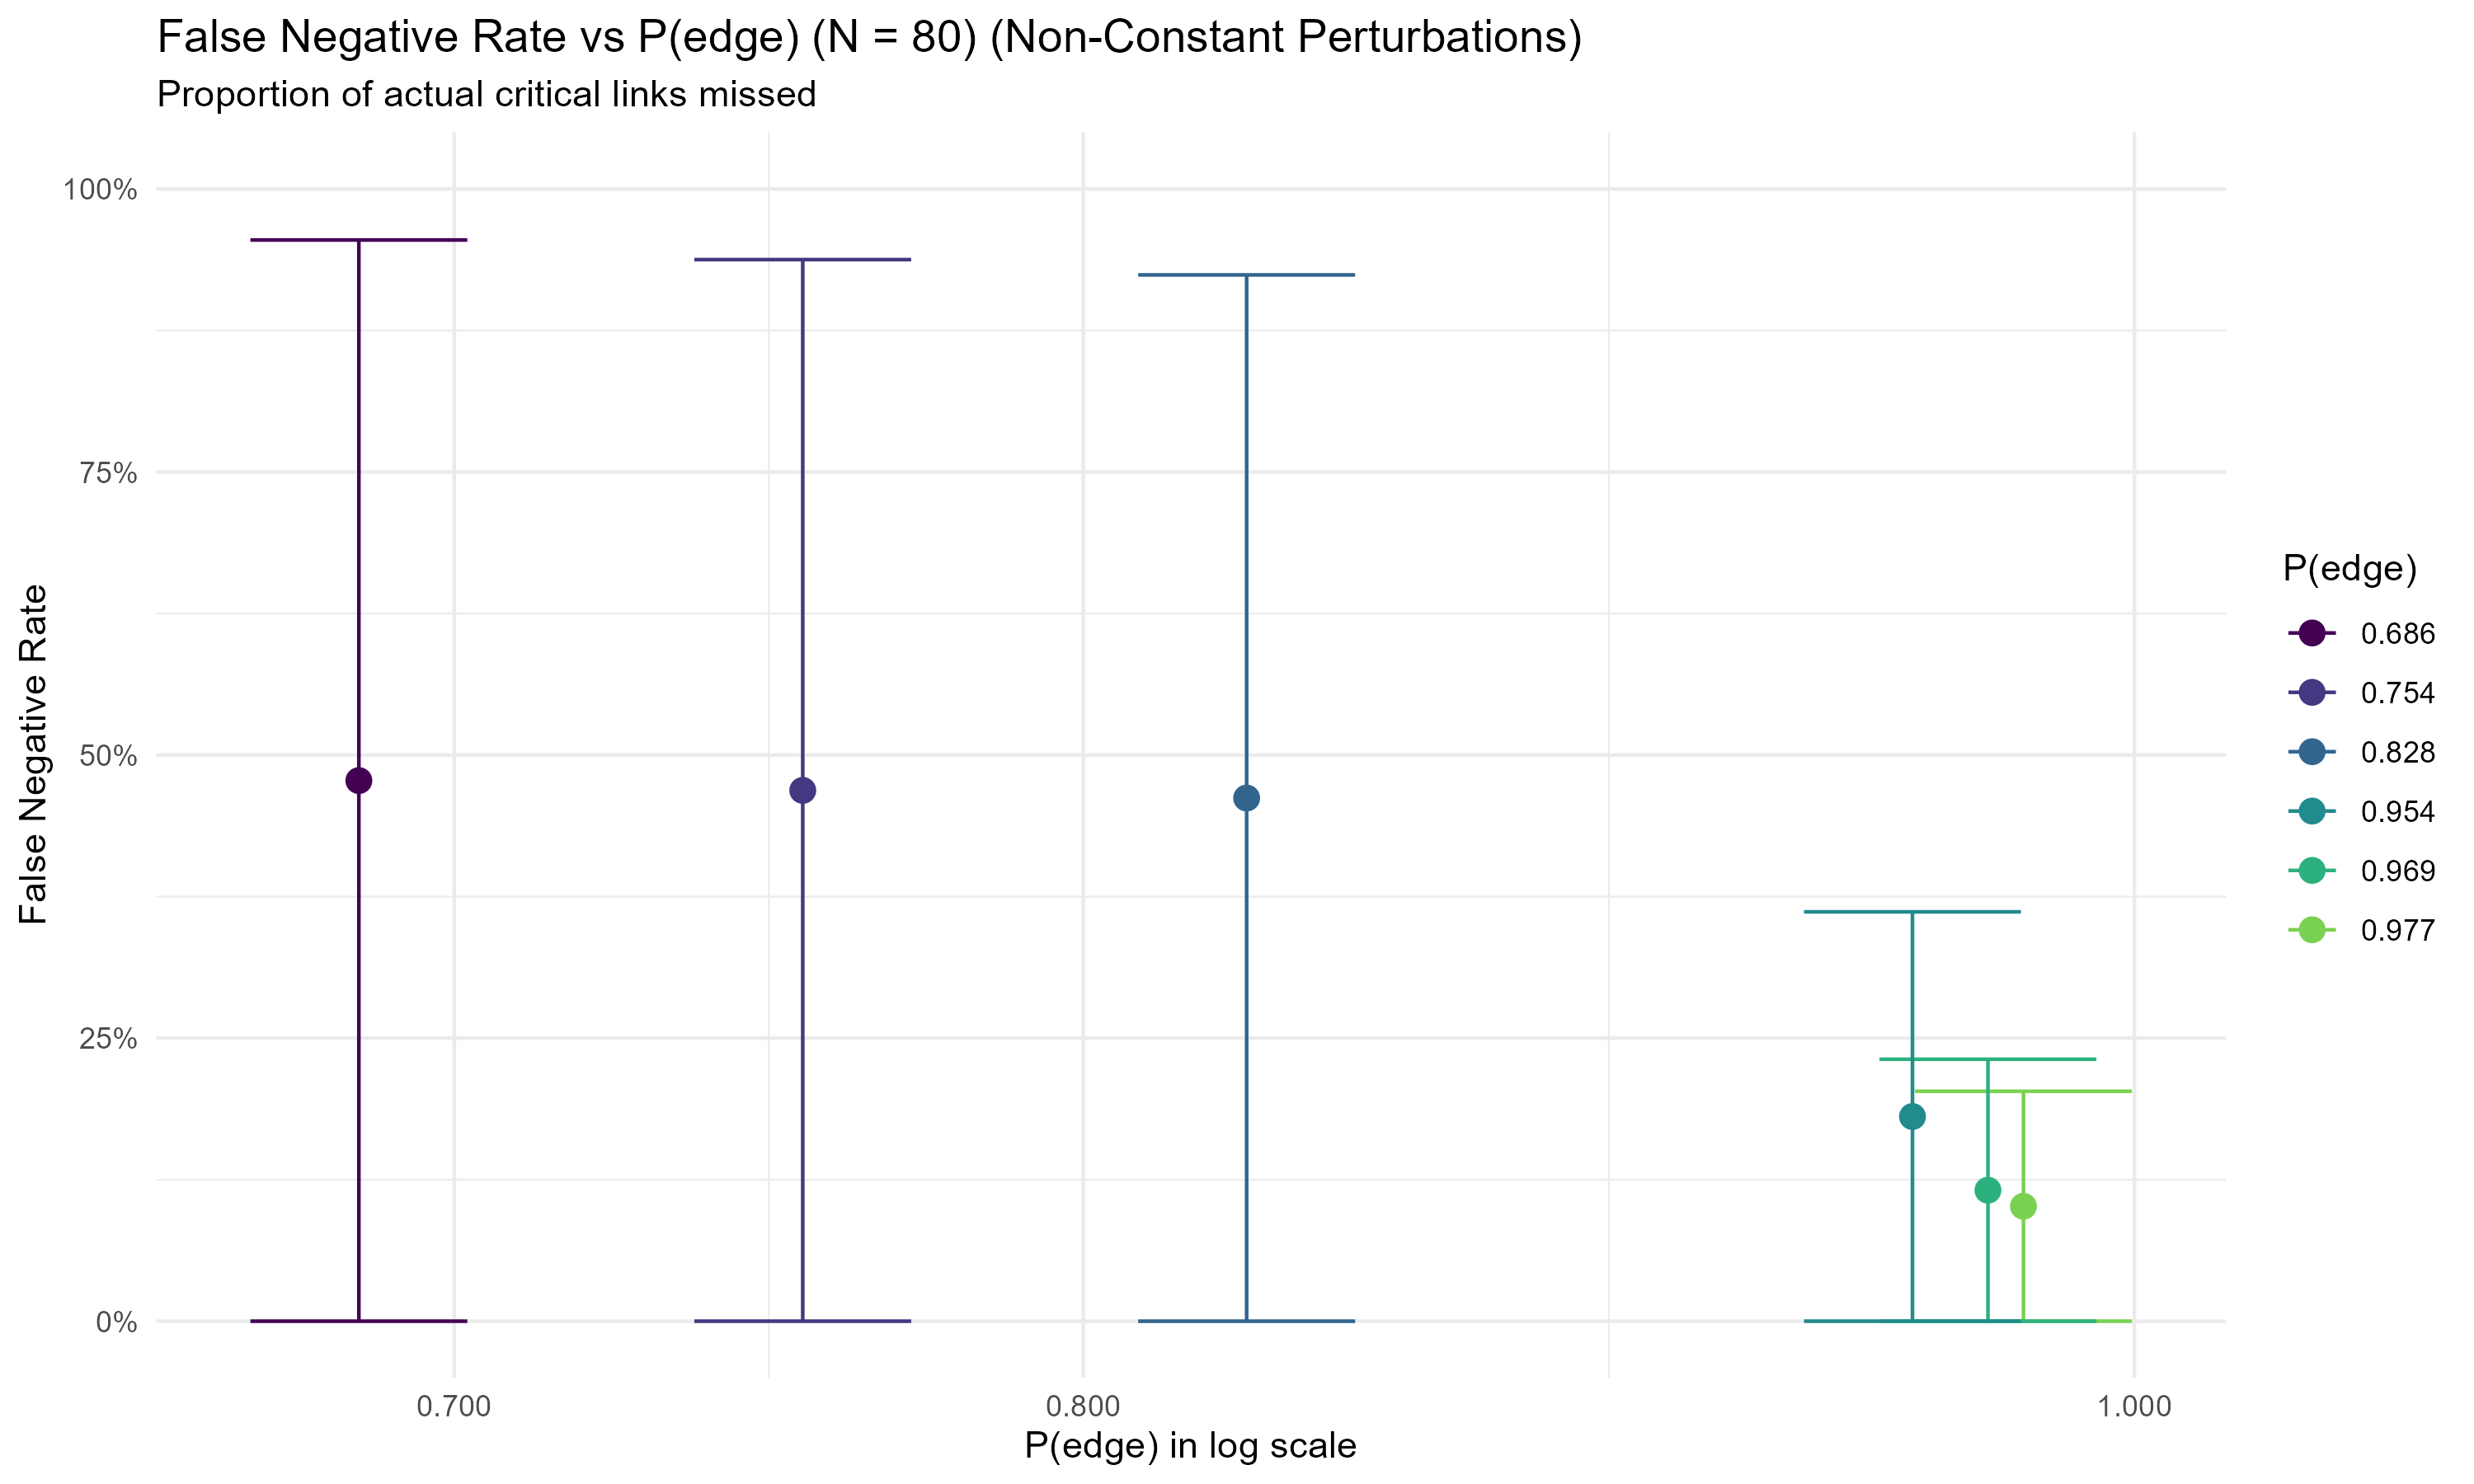 False Negative Rate vs P(edge) (N = 80) (Non-Constant Perturbations)
Proportion of actual critical links missed
100%
75%
50%
25%
0%
False Negative Rate
0.700
0.800
1.000
P(edge) in log scale
P(edge)
0.686
0.754
0.828
0.954
0.969
0.977